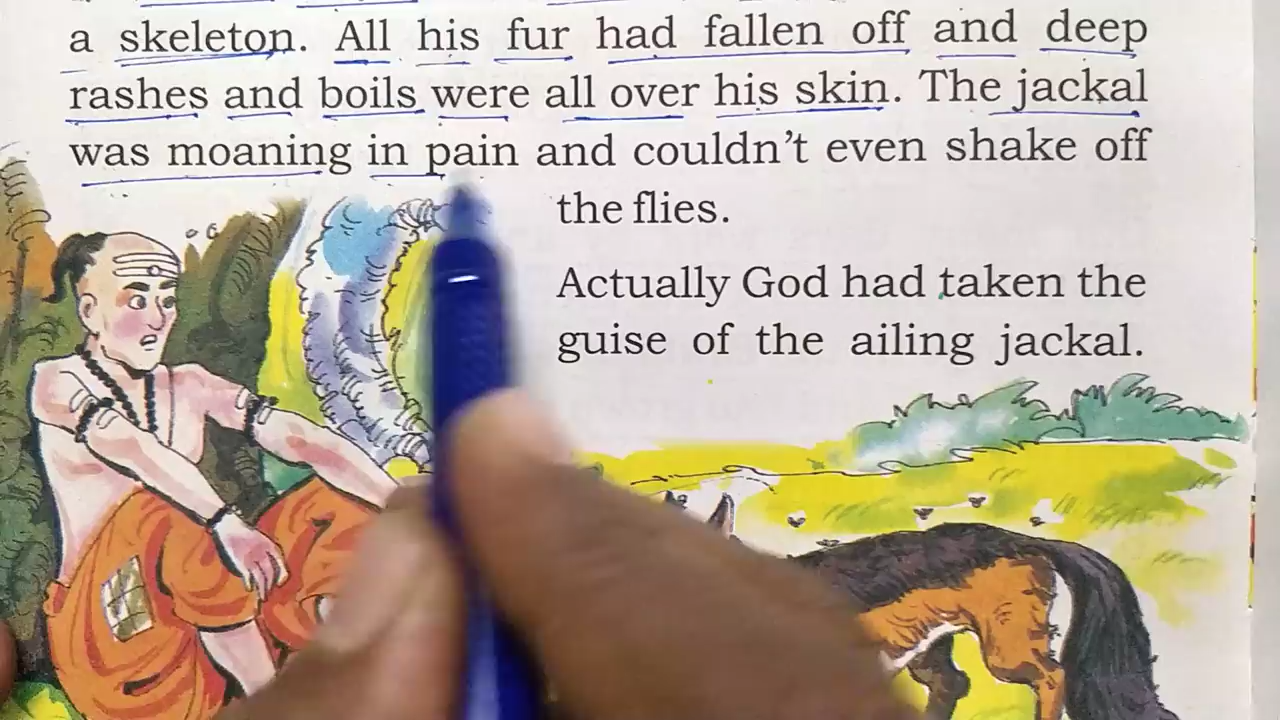 a skeleton. All his fur had fallen off and deep
rashes and boils were all over his skin. The jackal
was moaning in pain and couldn't even shake off
the flies.
Actually God had taken the
guise of the ailing jackal.